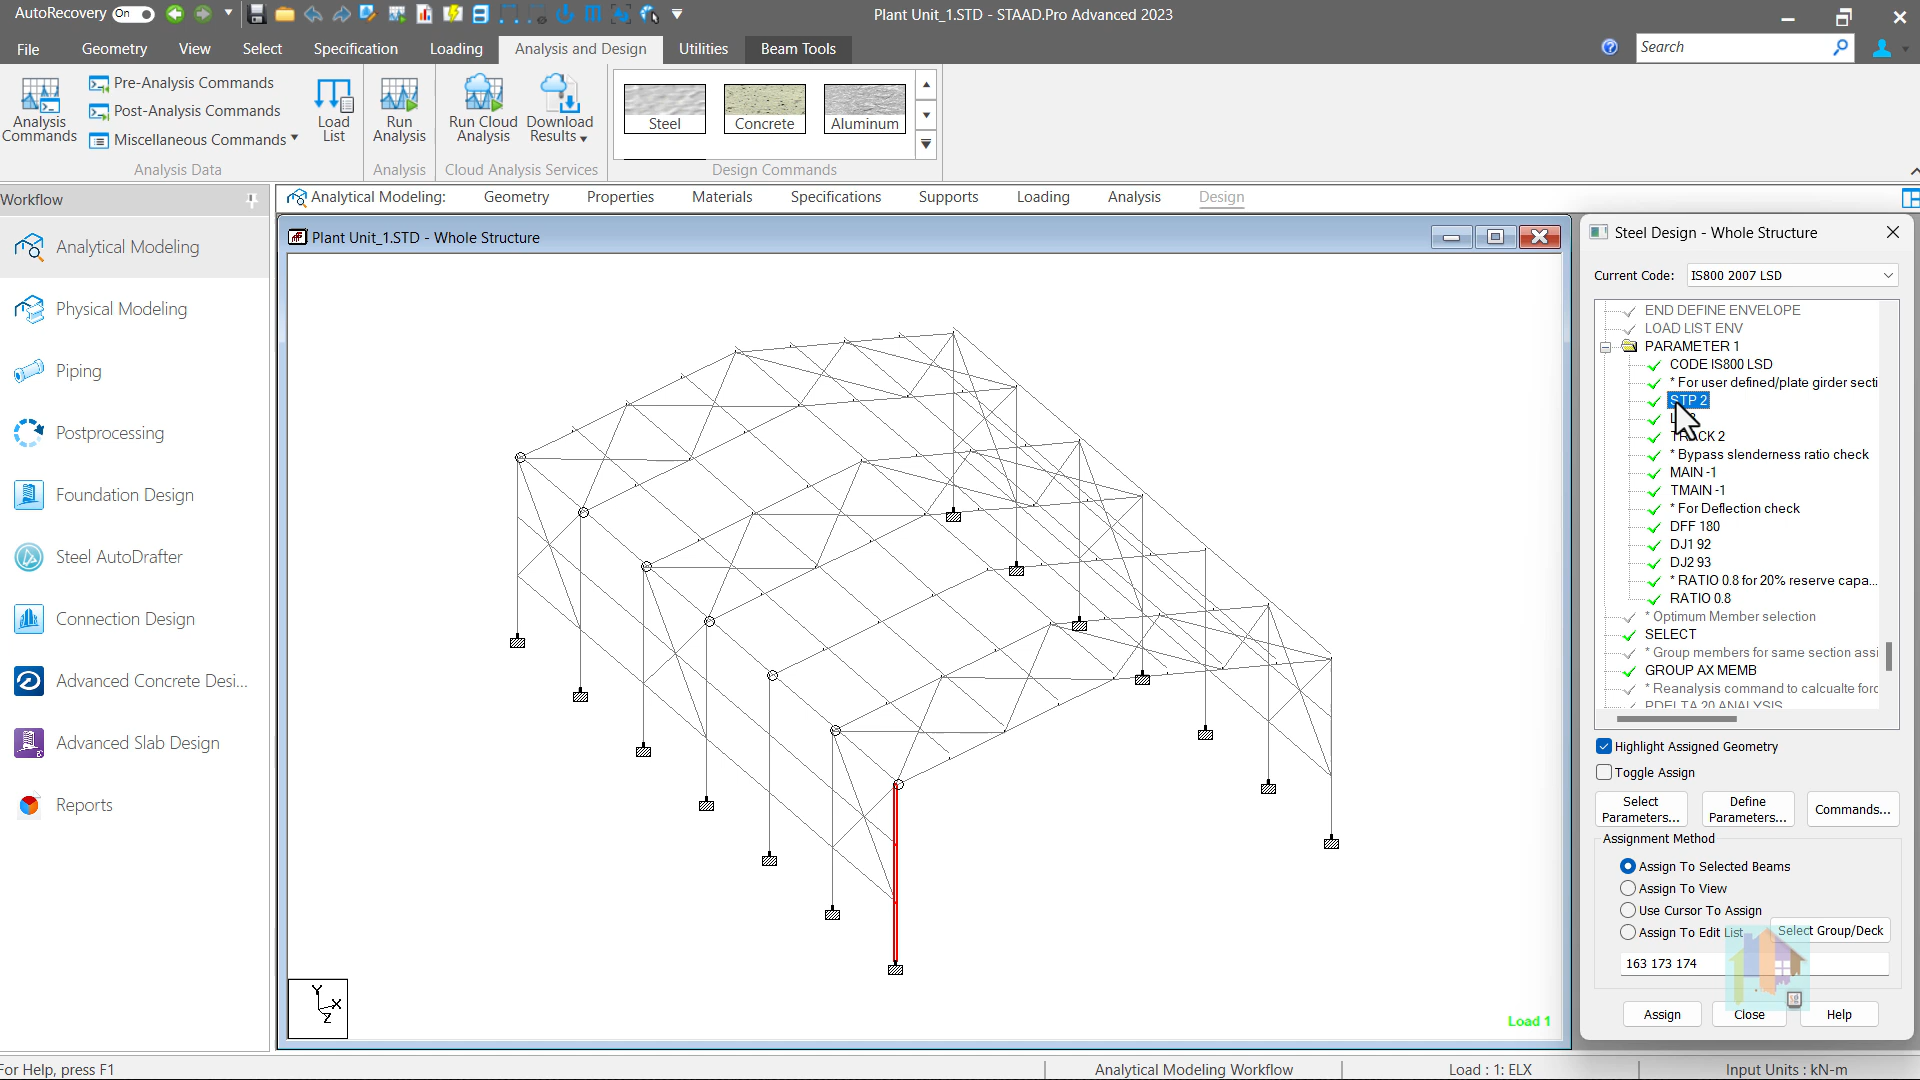 AutoRecovery On
Plant Unit_1.STD - STAAD.Pro Advanced 2023
File Geometry View Select Specification Loading Analysis and Design Utilities Beam Tools
Search
Analysis Commands
Pre-Analysis Commands
Post-Analysis Commands
Miscellaneous Commands
Load List
Run Analysis
Run Cloud Analysis
Download Results
Steel Concrete Aluminum
Analysis Data
Analysis
Cloud Analysis Services
Design Commands
Workflow
Analytical Modeling: Geometry Properties Materials Specifications Supports Loading Analysis Design
Analytical Modeling
Physical Modeling
Piping
Postprocessing
Foundation Design
Steel AutoDrafter
Connection Design
Advanced Concrete Desi...
Advanced Slab Design
Reports
Plant Unit_1.STD - Whole Structure
Y
X
Z
Load 1
Steel Design - Whole Structure
Current Code: IS800 2007 LSD
END DEFINE ENVELOPE
LOAD LIST ENV
PARAMETER 1
CODE IS800 LSD
* For user defined/plate girder secti
STP 2
TRACK 2
* Bypass slenderness ratio check
MAIN -1
TMAIN -1
* For Deflection check
DFF 180
DJ1 92
DJ2 93
* RATIO 0.8 for 20% reserve capa...
RATIO 0.8
* Optimum Member selection
SELECT
* Group members for same section assi
GROUP AX MEMB
* Reanalysis command to calcualte forc
PDELTA 20 ANALYSIS
Highlight Assigned Geometry
Toggle Assign
Select Parameters...
Define Parameters...
Commands...
Assignment Method
Assign To Selected Beams
Assign To View
Use Cursor To Assign
Assign To Edit List
Select Group/Deck
163 173 174
Assign Close Help
For Help, press F1
Analytical Modeling Workflow
Load : 1: ELX
Input Units : kN-m